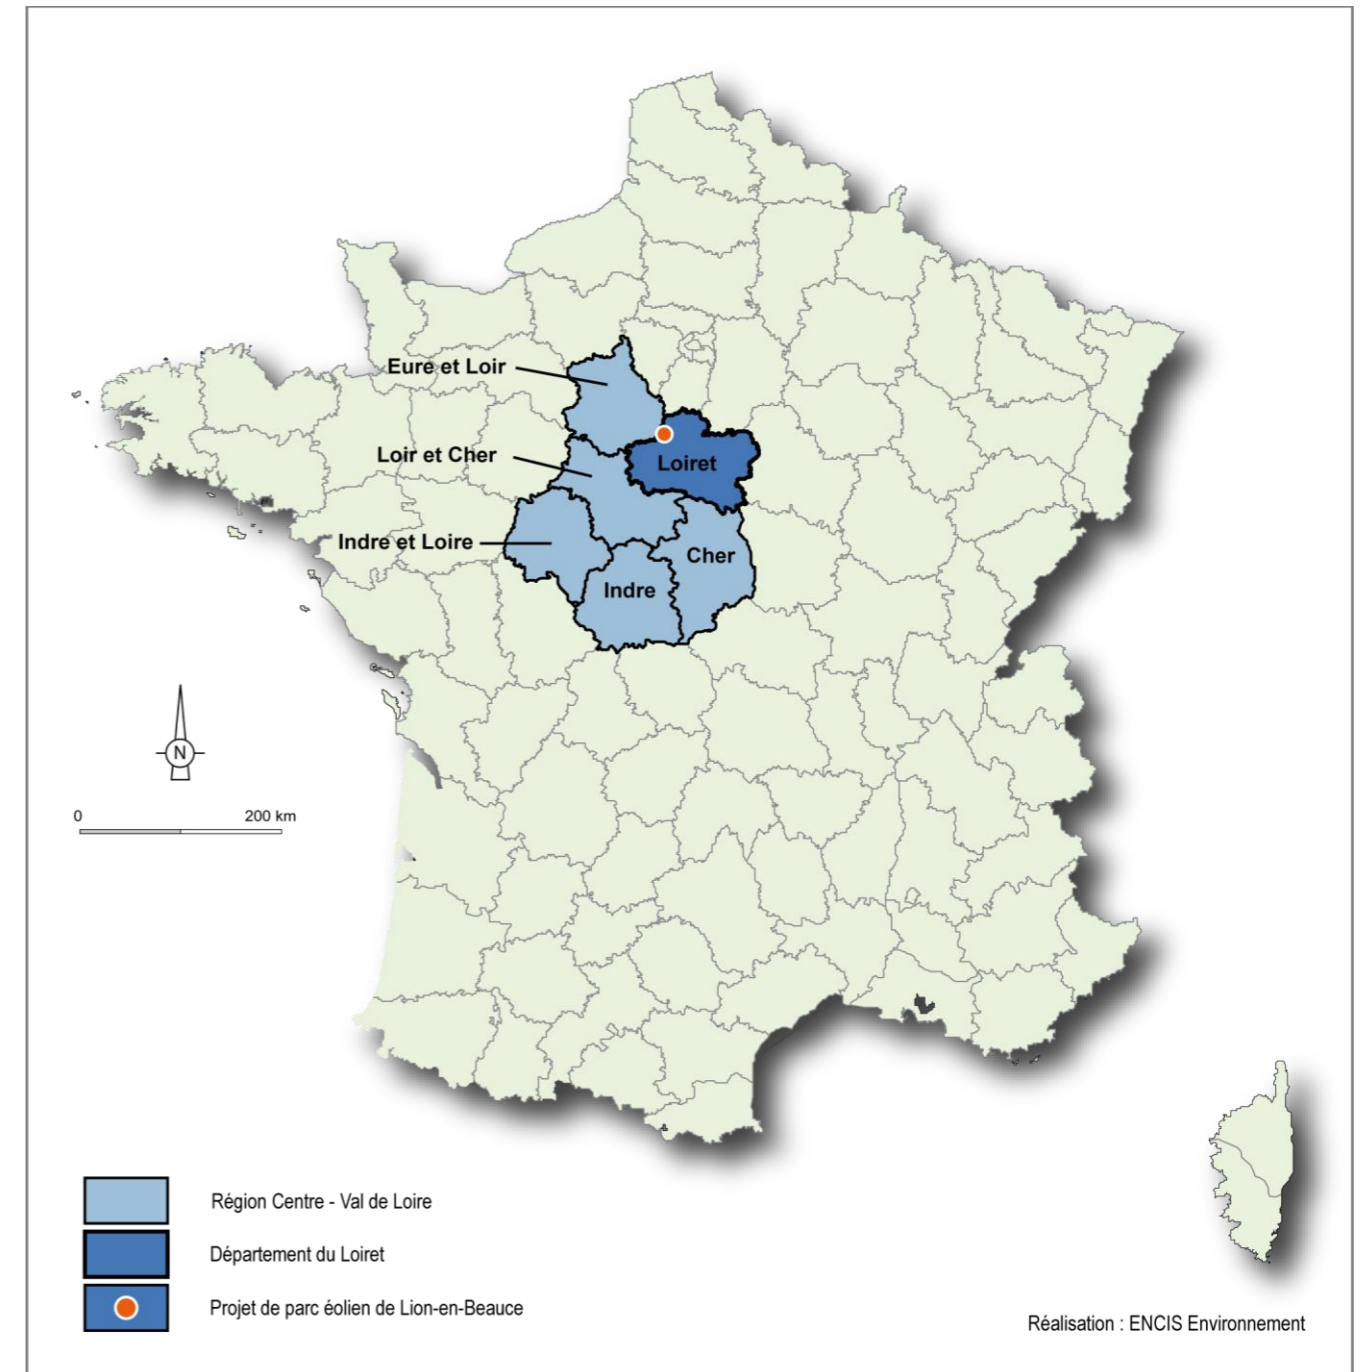 Eure et Loir
Loir et Cher
Loiret
Indre et Loire
Cher
Indre
N
0 200 km
Région Centre - Val de Loire
Département du Loiret
Projet de parc éolien de Lion-en-Beauce
Réalisation : ENCIS Environnement